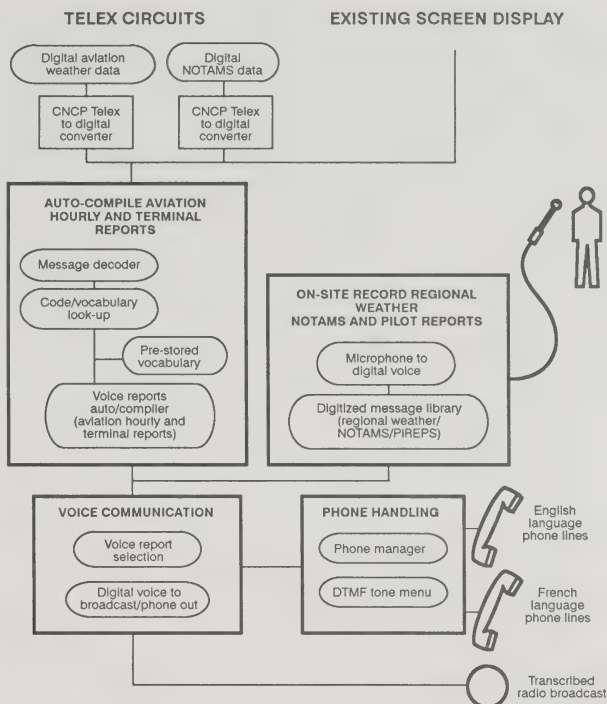 TELEX CIRCUITS
EXISTING SCREEN DISPLAY
Digital aviation
weather data
Digital
NOTAMS data
CNCP Telex
to digital
converter
CNCP Telex
to digital
converter
AUTO-COMPILE AVIATION
HOURLY AND TERMINAL
REPORTS
Message decoder
Code/vocabulary
look-up
Pre-stored
vocabulary
Voice reports
auto/compiler
(aviation hourly and
terminal reports)
ON-SITE RECORD REGIONAL
WEATHER
NOTAMS AND PILOT REPORTS
Microphone to
digital voice
Digitized message library
(regional weather/
NOTAMS/PIREPS)
VOICE COMMUNICATION
Voice report
selection
Digital voice to
broadcast/phone out
PHONE HANDLING
Phone manager
DTMF tone menu
English
language
phone lines
French
language
phone lines
Transcribed
radio broadcast